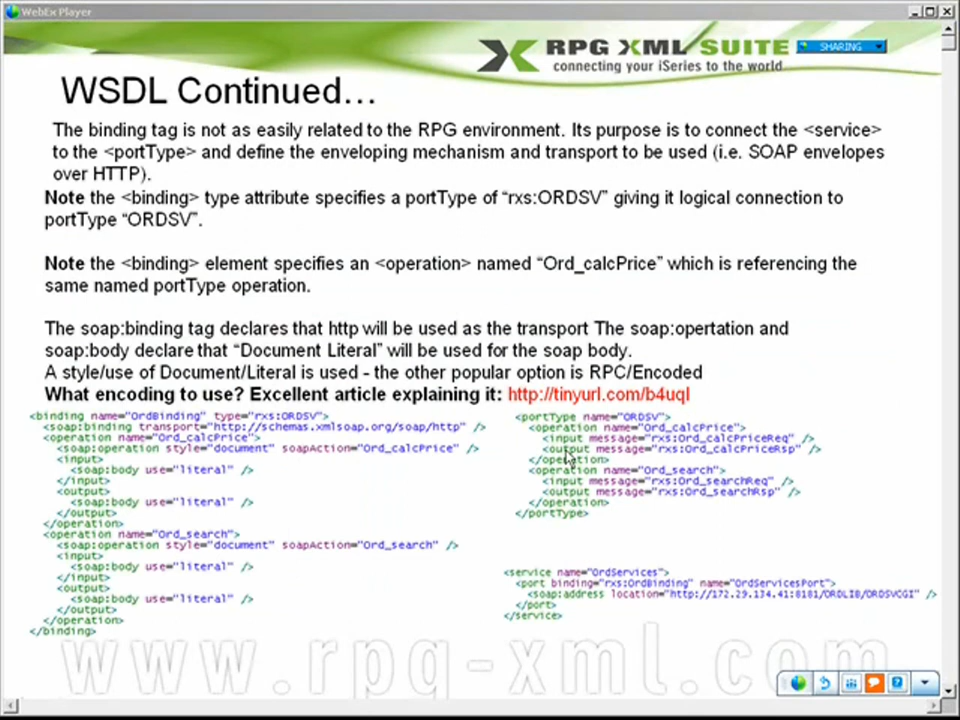 WebEx Player
RPG XML SUITE
SHARING
connecting your iSeries to the world
WSDL Continued…
The binding tag is not as easily related to the RPG environment. Its purpose is to connect the <service>
to the <portType> and define the enveloping mechanism and transport to be used (i.e. SOAP envelopes
over HTTP).
Note the <binding> type attribute specifies a portType of “rxs:ORDSV” giving it logical connection to
portType “ORDSV”.
Note the <binding> element specifies an <operation> named “Ord_calcPrice” which is referencing the
same named portType operation.
The soap:binding tag declares that http will be used as the transport The soap:opertation and
soap:body declare that “Document Literal” will be used for the soap body.
A style/use of Document/Literal is used - the other popular option is RPC/Encoded
What encoding to use? Excellent article explaining it: http://tinyurl.com/b4uql
<binding name="OrdBinding" type="rxs:ORDSV">
<soap:binding transport="http://schemas.xmlsoap.org/soap/http" />
<operation name="Ord_calcPrice">
<soap:operation style="document" soapAction="Ord_calcPrice" />
<input>
<soap:body use="literal" />
</input>
<output>
<soap:body use="literal" />
</output>
</operation>
<operation name="Ord_search">
<soap:operation style="document" soapAction="Ord_search" />
<input>
<soap:body use="literal" />
</input>
<output>
<soap:body use="literal" />
</output>
</operation>
</binding>
<portType name="ORDSV">
<operation name="Ord_calcPrice">
<input message="rxs:Ord_calcPriceReq" />
<output message="rxs:Ord_calcPriceRsp" />
</operation>
<operation name="Ord_search">
<input message="rxs:Ord_searchReq" />
<output message="rxs:Ord_searchRsp" />
</operation>
</portType>
<service name="OrdServices">
<port binding="rxs:OrdBinding" name="OrdServicesPort">
<soap:address location="http://172.29.134.41:8181/ORDLIB/ORDSVCGI" />
</port>
</service>
www.rpg-xml.com